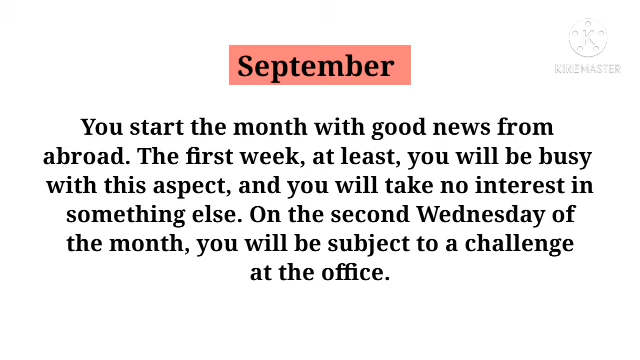 September
KINEMASTER
You start the month with good news from
abroad. The first week, at least, you will be busy
with this aspect, and you will take no interest in
something else. On the second Wednesday of
the month, you will be subject to a challenge
at the office.